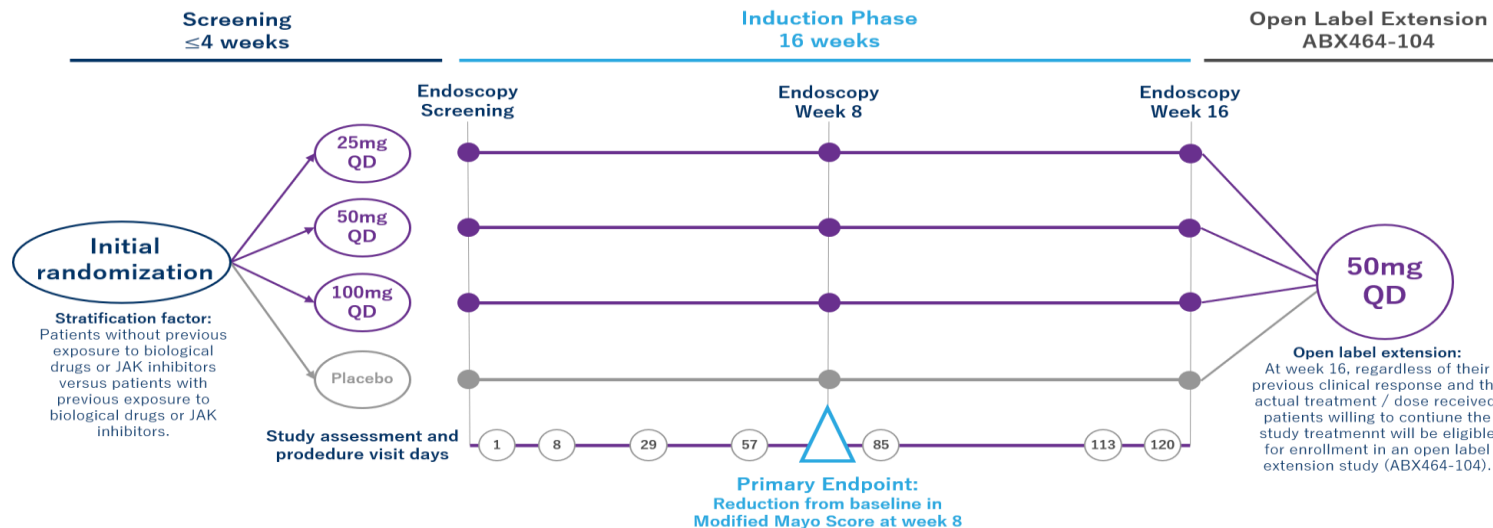 Screening
≤4 weeks
Induction Phase
16 weeks
Open Label Extension
ABX464-104
Endoscopy
Screening
Endoscopy
Week 8
Endoscopy
Week 16
25mg
QD
50mg
QD
100mg
QD
Placebo
Initial
randomization
Stratification factor:
Patients without previous
exposure to biological
drugs or JAK inhibitors
versus patients with
previous exposure to
biological drugs or JAK
inhibitors.
50mg
QD
Open label extension:
At week 16, regardless of their
previous clinical response and th
actual treatment / dose received
patients willing to contiune the
study treatmennt will be eligible
for enrollment in an open label
extension study (ABX464-104).
Study assessment and
prodedure visit days
1 8 29 57 85 113 120
Primary Endpoint:
Reduction from baseline in
Modified Mayo Score at week 8